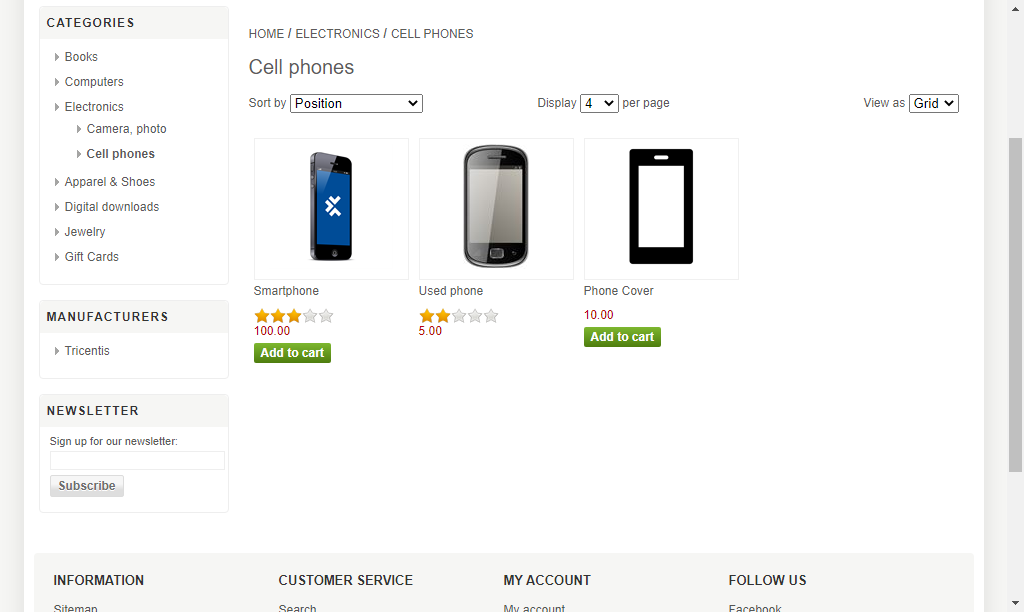 CATEGORIES
Books
Computers
Electronics
Camera, photo
Cell phones
Apparel & Shoes
Digital downloads
Jewelry
Gift Cards
MANUFACTURERS
Tricentis
NEWSLETTER
Sign up for our newsletter:
Subscribe
HOME / ELECTRONICS / CELL PHONES
Cell phones
Sort by Position Display 4 per page View as Grid
Smartphone Used phone Phone Cover
100.00 5.00 10.00
Add to cart Add to cart
INFORMATION CUSTOMER SERVICE MY ACCOUNT FOLLOW US
Sitemap Search My account Facebook